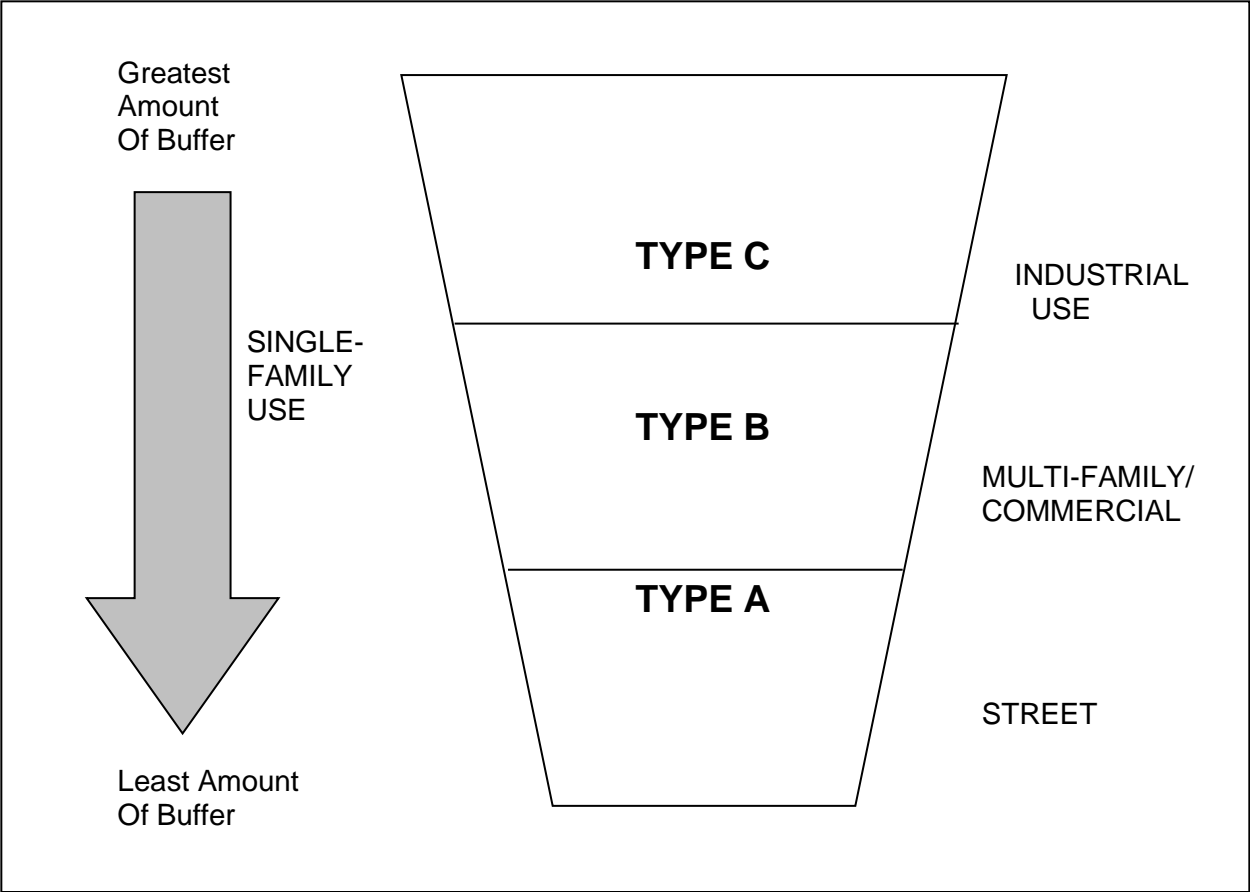 Greatest
Amount
Of Buffer
TYPE C
INDUSTRIAL
USE
SINGLE-
FAMILY
USE
TYPE B
MULTI-FAMILY/
COMMERCIAL
TYPE A
STREET
Least Amount
Of Buffer